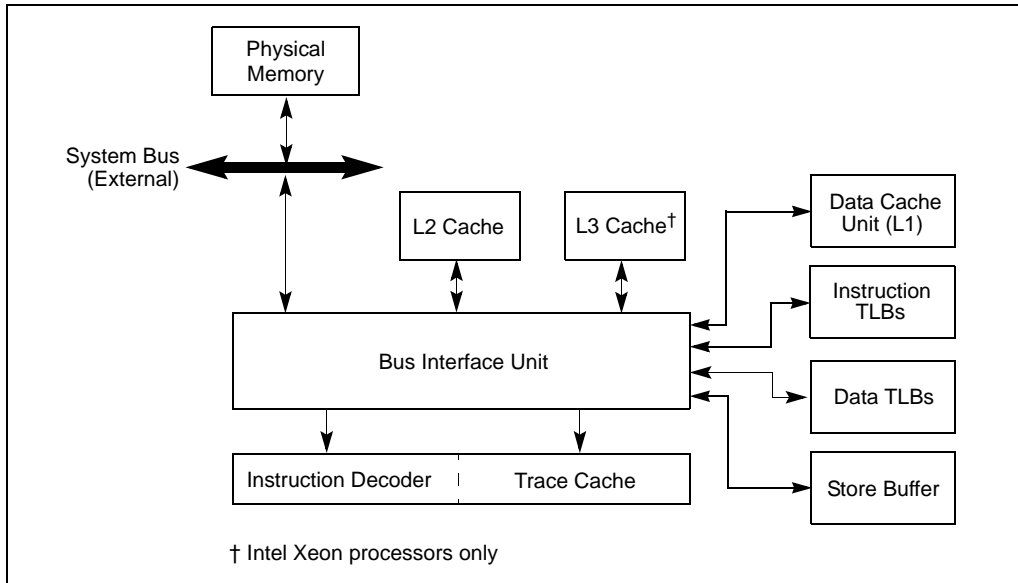 Physical
Memory
System Bus
(External)
L2 Cache
L3 Cache†
Data Cache
Unit (L1)
Instruction
TLBs
Bus Interface Unit
Data TLBs
Instruction Decoder
Trace Cache
Store Buffer
† Intel Xeon processors only